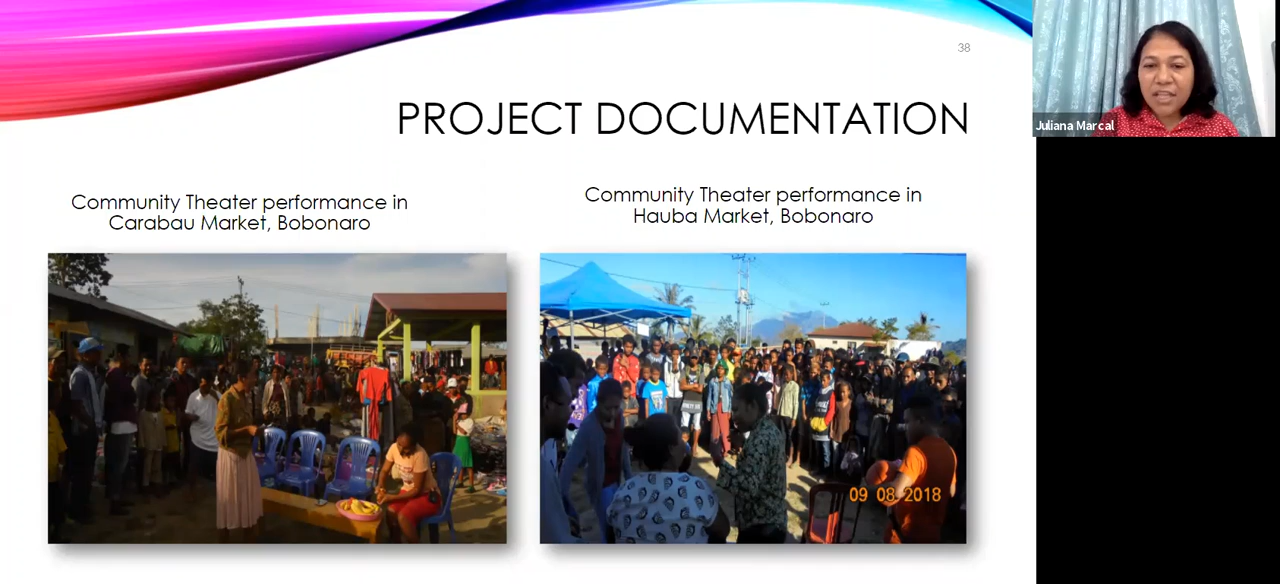 38
PROJECT DOCUMENTATION
Juliana Marcal
Community Theater performance in
Carabau Market, Bobonaro
Community Theater performance in
Hauba Market, Bobonaro
09 08 2018